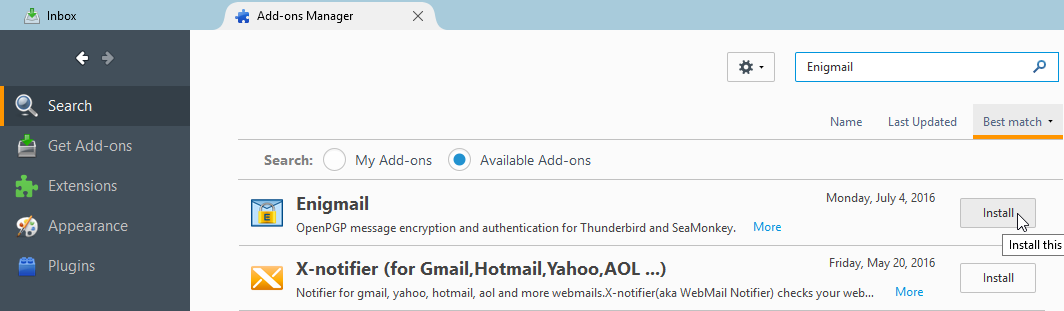 Inbox
Add-ons Manager
Enigmail
Search
Name Last Updated Best match
Get Add-ons
Search: My Add-ons Available Add-ons
Extensions
Enigmail
Monday, July 4, 2016
Install
Appearance
OpenPGP message encryption and authentication for Thunderbird and SeaMonkey. More
Install this
Plugins
X-notifier (for Gmail,Hotmail,Yahoo,AOL ...)
Friday, May 20, 2016
Install
Notifier for gmail, yahoo, hotmail, aol and more webmails.X-notifier(aka WebMail Notifier) checks your web... More